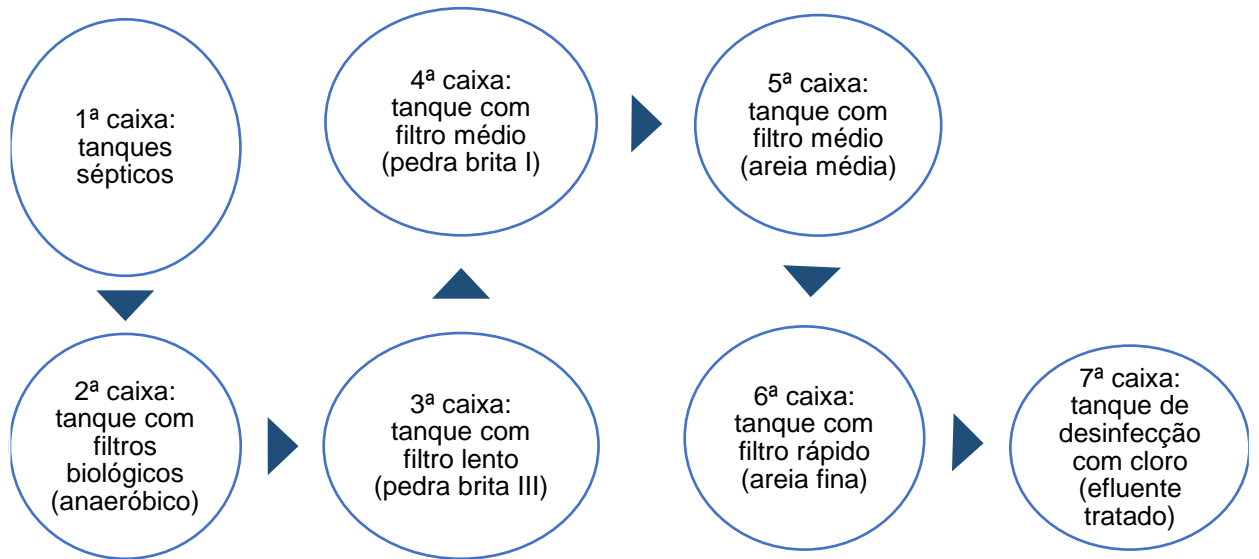 1ª caixa:
tanques
sépticos
2ª caixa:
tanque com
filtros
biológicos
(anaeróbico)
3ª caixa:
tanque com
filtro lento
(pedra brita III)
4ª caixa:
tanque com
filtro médio
(pedra brita I)
5ª caixa:
tanque com
filtro médio
(areia média)
6ª caixa:
tanque com
filtro rápido
(areia fina)
7ª caixa:
tanque de
desinfecção
com cloro
(efluente
tratado)